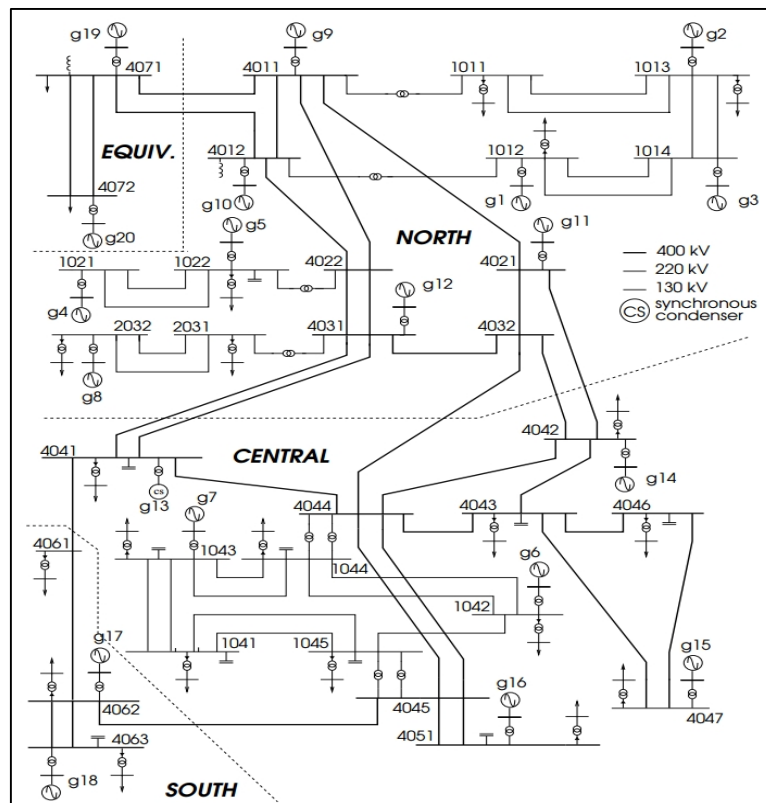 g19
g9
g2
4071
4011
1011
1013
EQUIV.
4012
1012
1014
4072
g10
g1
g3
g20
g5
NORTH
g11
1021
1022
4022
4021
400 kV
220 kV
130 kV
CS synchronous
condenser
g12
g4
2032
2031
4031
4032
g8
4041
CENTRAL
4042
g14
CS
g13
g7
4044
4043
4046
4061
1043
1044
g6
1042
g17
1041
1045
g15
g16
4062
4045
4047
4063
4051
g18
SOUTH